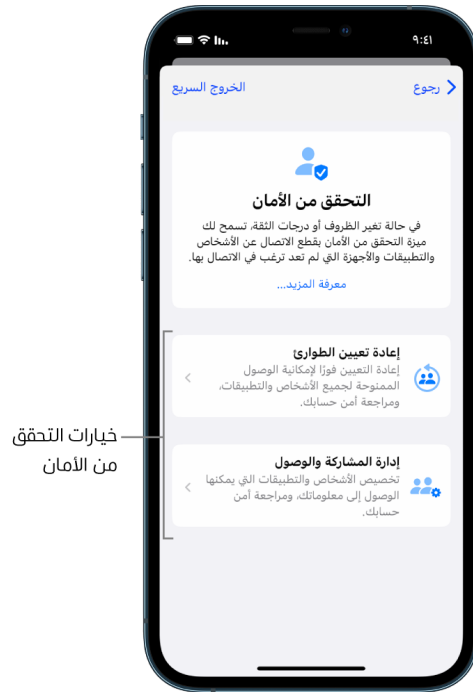 ٩:٤١
رجوع
الخروج السريع
التحقق من الأمان
في حالة تغير الظروف أو درجات الثقة، تسمح لك
ميزة التحقق من الأمان بقطع الاتصال عن الأشخاص
والتطبيقات والأجهزة التي لم تعد ترغب في الاتصال بها.
معرفة المزيد...
إعادة تعيين الطوارئ
إعادة التعيين فورًا لإمكانية الوصول
الممنوحة لجميع الأشخاص والتطبيقات،
ومراجعة أمن حسابك.
إدارة المشاركة والوصول
تخصيص الأشخاص والتطبيقات التي يمكنها
الوصول إلى معلوماتك، ومراجعة أمن
حسابك.
خيارات التحقق
من الأمان